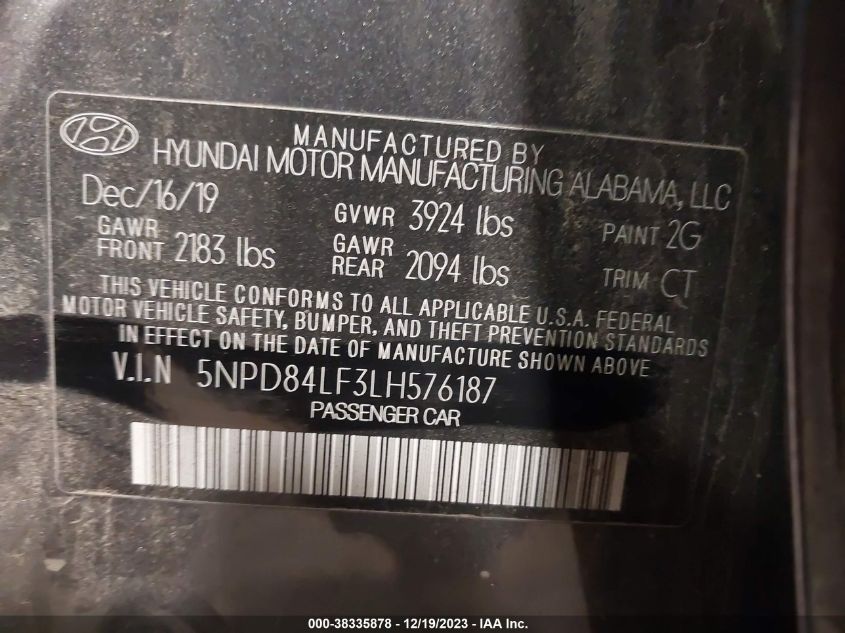 MANUFACTURED BY
HYUNDAI MOTOR MANUFACTURING ALABAMA, LLC
Dec/16/19 GVWR 3924 lbs PAINT 2G
GAWR FRONT 2183 lbs GAWR REAR 2094 lbs TRIM CT
THIS VEHICLE CONFORMS TO ALL APPLICABLE U.S.A. FEDERAL
MOTOR VEHICLE SAFETY, BUMPER, AND THEFT PREVENTION STANDARDS
IN EFFECT ON THE DATE OF MANUFACTURE SHOWN ABOVE
V.I.N 5NPD84LF3LH576187
PASSENGER CAR
000-38335878 - 12/19/2023 - IAA Inc.